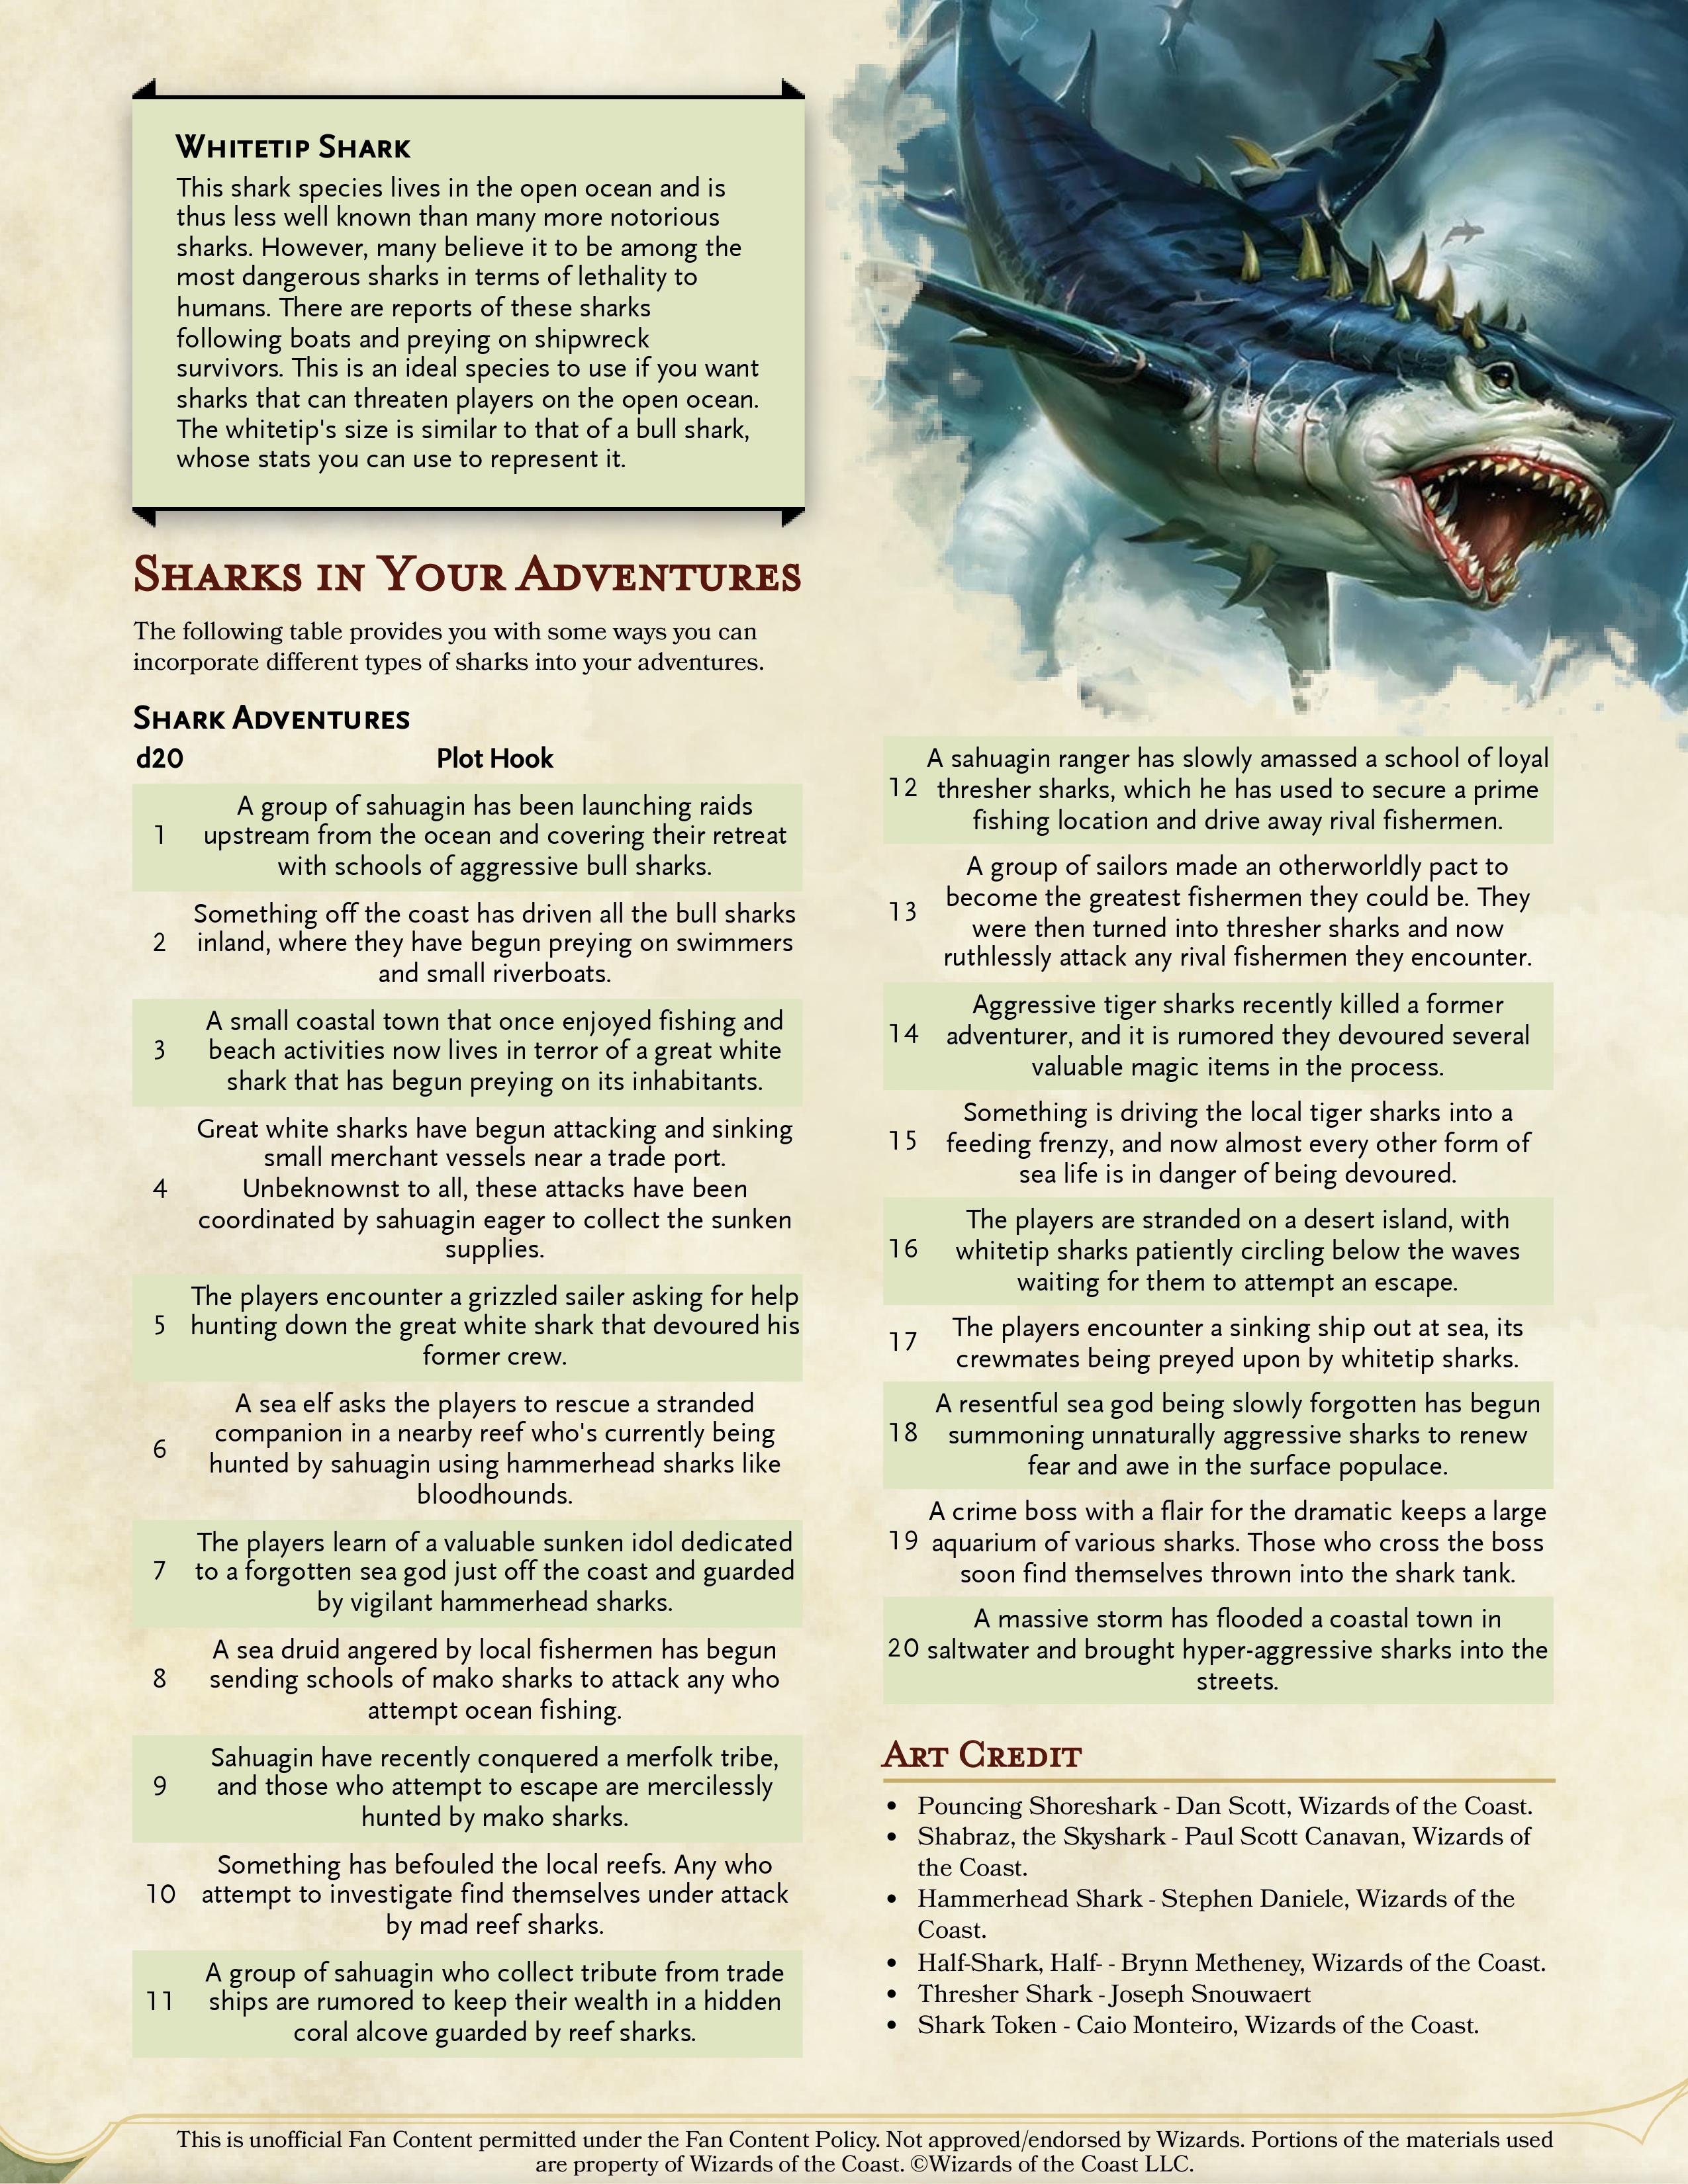 Whitetip Shark
This shark species lives in the open ocean and is
thus less well known than many more notorious
sharks. However, many believe it to be among the
most dangerous sharks in terms of lethality to
humans. There are reports of these sharks
following boats and preying on shipwreck
survivors. This is an ideal species to use if you want
sharks that can threaten players on the open ocean.
The whitetip's size is similar to that of a bull shark,
whose stats you can use to represent it.
Sharks in Your Adventures
The following table provides you with some ways you can
incorporate different types of sharks into your adventures.
Shark Adventures
d20 Plot Hook
A group of sahuagin has been launching raids
1 upstream from the ocean and covering their retreat
with schools of aggressive bull sharks.
Something off the coast has driven all the bull sharks
2 inland, where they have begun preying on swimmers
and small riverboats.
A small coastal town that once enjoyed fishing and
3 beach activities now lives in terror of a great white
shark that has begun preying on its inhabitants.
Great white sharks have begun attacking and sinking
small merchant vessels near a trade port.
4 Unbeknownst to all, these attacks have been
coordinated by sahuagin eager to collect the sunken
supplies.
The players encounter a grizzled sailer asking for help
5 hunting down the great white shark that devoured his
former crew.
A sea elf asks the players to rescue a stranded
companion in a nearby reef who's currently being
6 hunted by sahuagin using hammerhead sharks like
bloodhounds.
The players learn of a valuable sunken idol dedicated
7 to a forgotten sea god just off the coast and guarded
by vigilant hammerhead sharks.
A sea druid angered by local fishermen has begun
8 sending schools of mako sharks to attack any who
attempt ocean fishing.
Sahuagin have recently conquered a merfolk tribe,
9 and those who attempt to escape are mercilessly
hunted by mako sharks.
Something has befouled the local reefs. Any who
10 attempt to investigate find themselves under attack
by mad reef sharks.
A group of sahuagin who collect tribute from trade
11 ships are rumored to keep their wealth in a hidden
coral alcove guarded by reef sharks.
A sahuagin ranger has slowly amassed a school of loyal
12 thresher sharks, which he has used to secure a prime
fishing location and drive away rival fishermen.
A group of sailors made an otherworldly pact to
become the greatest fishermen they could be. They
13 were then turned into thresher sharks and now
ruthlessly attack any rival fishermen they encounter.
Aggressive tiger sharks recently killed a former
14 adventurer, and it is rumored they devoured several
valuable magic items in the process.
Something is driving the local tiger sharks into a
15 feeding frenzy, and now almost every other form of
sea life is in danger of being devoured.
The players are stranded on a desert island, with
16 whitetip sharks patiently circling below the waves
waiting for them to attempt an escape.
17 The players encounter a sinking ship out at sea, its
crewmates being preyed upon by whitetip sharks.
A resentful sea god being slowly forgotten has begun
18 summoning unnaturally aggressive sharks to renew
fear and awe in the surface populace.
A crime boss with a flair for the dramatic keeps a large
19 aquarium of various sharks. Those who cross the boss
soon find themselves thrown into the shark tank.
A massive storm has flooded a coastal town in
20 saltwater and brought hyper-aggressive sharks into the
streets.
Art Credit
• Pouncing Shoreshark - Dan Scott, Wizards of the Coast.
• Shabraz, the Skyshark - Paul Scott Canavan, Wizards of
the Coast.
• Hammerhead Shark - Stephen Daniele, Wizards of the
Coast.
• Half-Shark, Half- - Brynn Metheney, Wizards of the Coast.
• Thresher Shark - Joseph Snouwaert
• Shark Token - Caio Monteiro, Wizards of the Coast.
This is unofficial Fan Content permitted under the Fan Content Policy. Not approved/endorsed by Wizards. Portions of the materials used
are property of Wizards of the Coast. ©Wizards of the Coast LLC.